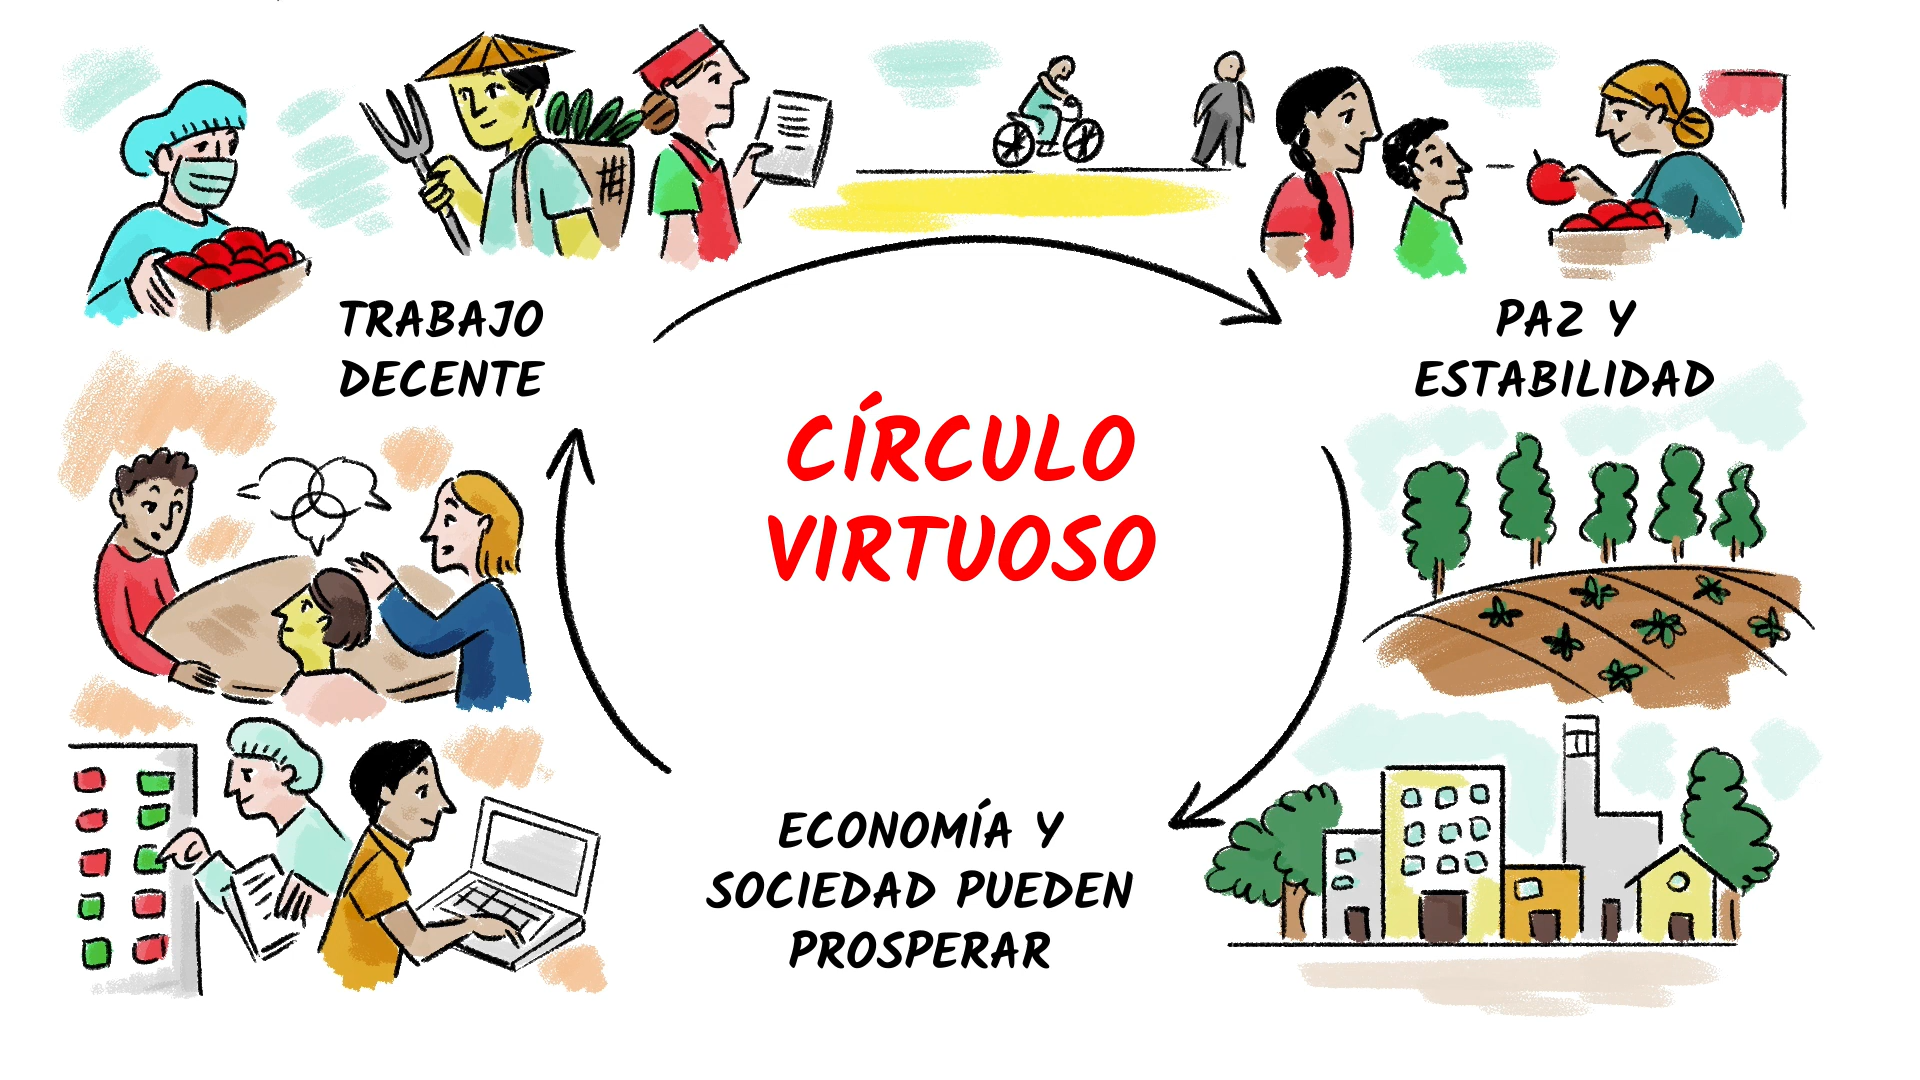 TRABAJO
DECENTE
PAZ Y
ESTABILIDAD
CÍRCULO
VIRTUOSO
ECONOMÍA Y
SOCIEDAD PUEDEN
PROSPERAR